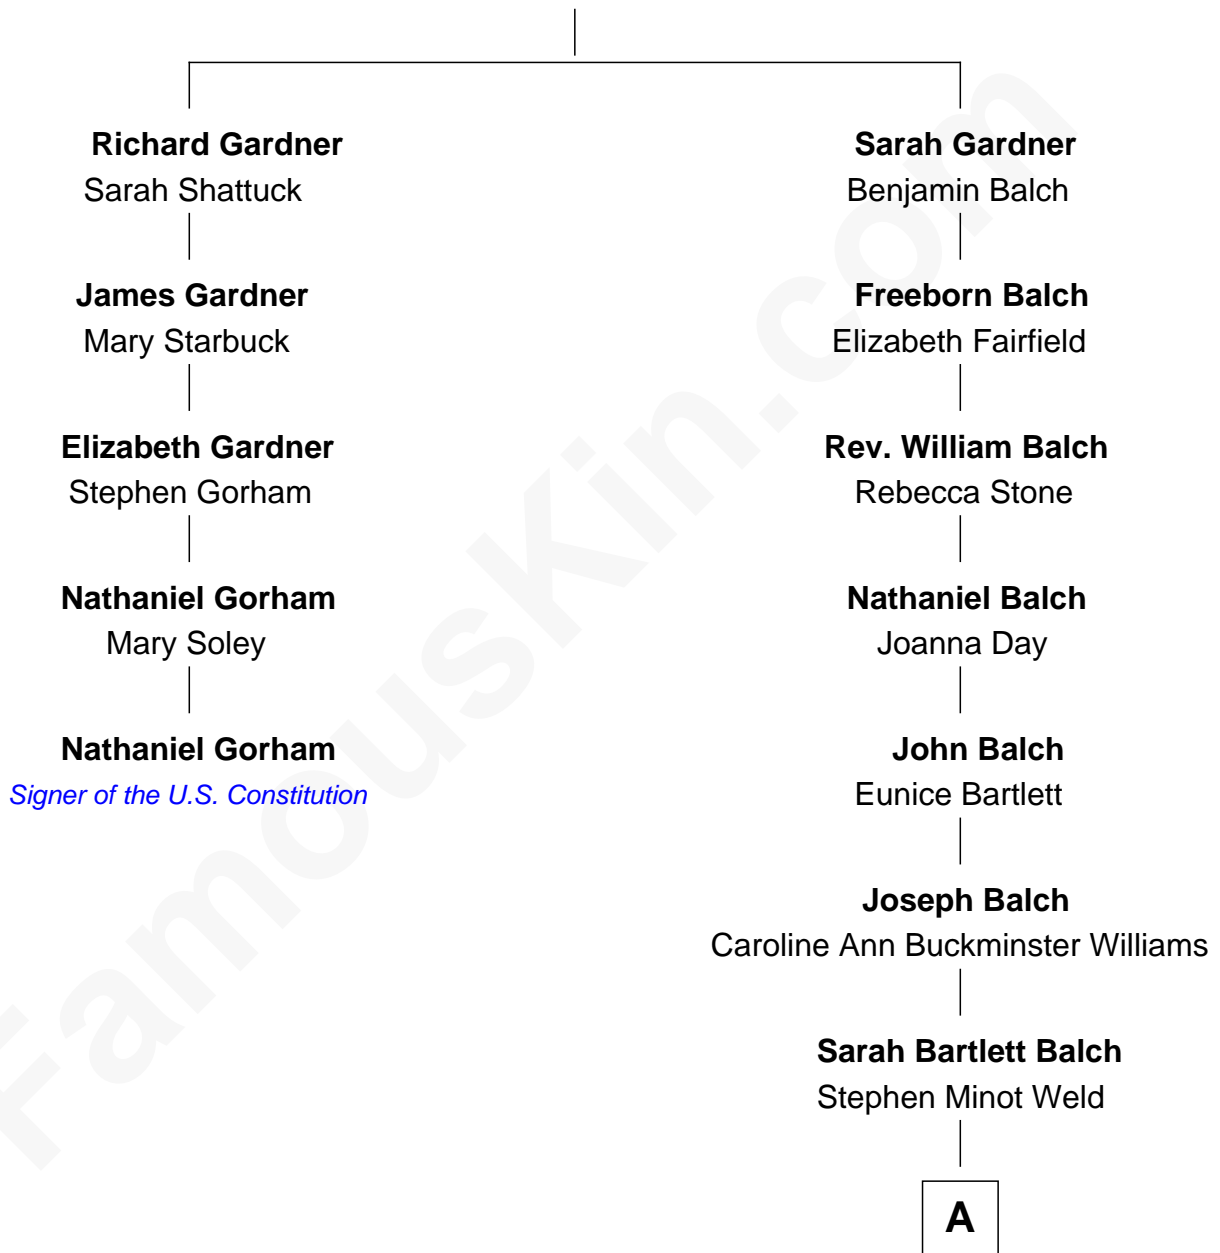 Richard Gardner
Sarah Shattuck
James Gardner
Mary Starbuck
Elizabeth Gardner
Stephen Gorham
Nathaniel Gorham
Mary Soley
Nathaniel Gorham
Signer of the U.S. Constitution
Sarah Gardner
Benjamin Balch
Freeborn Balch
Elizabeth Fairfield
Rev. William Balch
Rebecca Stone
Nathaniel Balch
Joanna Day
John Balch
Eunice Bartlett
Joseph Balch
Caroline Ann Buckminster Williams
Sarah Bartlett Balch
Stephen Minot Weld
A
FamousKin.com